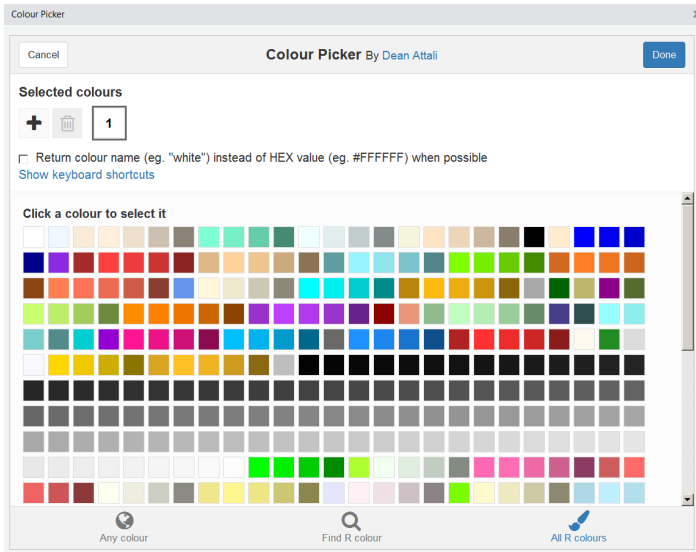 Colour Picker
Cancel
Colour Picker By Dean Attali
Done
Selected colours
1
Return colour name (eg. "white") instead of HEX value (eg. #FFFFFF) when possible
Show keyboard shortcuts
Click a colour to select it
Any colour
Find R colour
All R colours